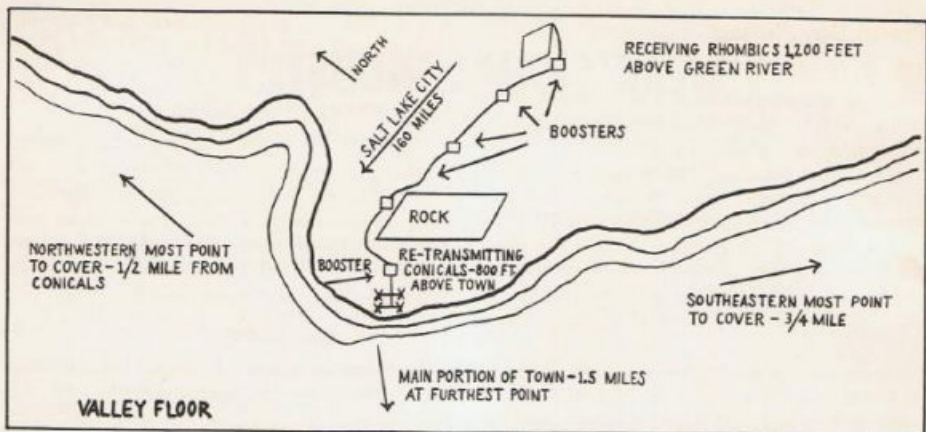 NORTH
SALT LAKE CITY
160 MILES
RECEIVING RHOMBICS 1,200 FEET
ABOVE GREEN RIVER
BOOSTERS
ROCK
NORTHWESTERN MOST POINT
TO COVER - 1/2 MILE FROM
CONICALS
BOOSTER
RE-TRANSMITTING
CONICALS-800 FT.
ABOVE TOWN
SOUTHEASTERN MOST POINT
TO COVER - 3/4 MILE
MAIN PORTION OF TOWN-1.5 MILES
AT FURTHEST POINT
VALLEY FLOOR